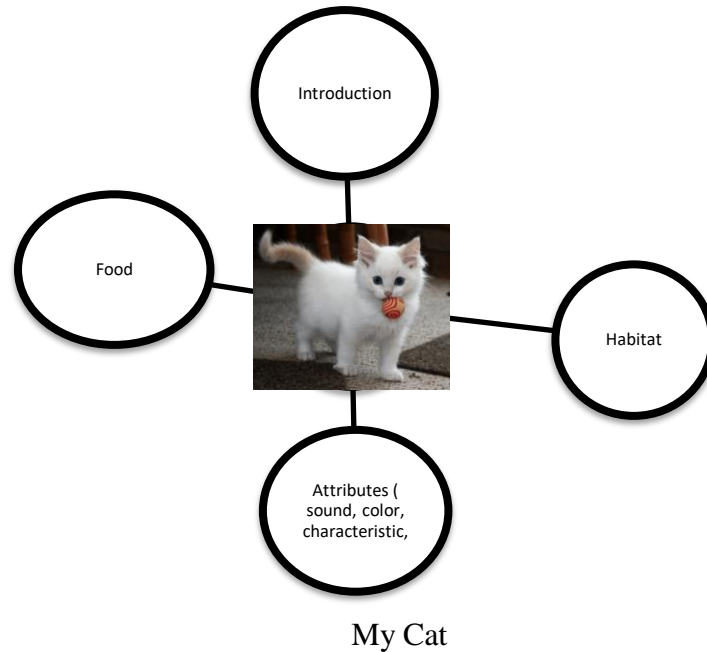 Introduction
Food
Habitat
Attributes (
sound, color,
characteristic,
My Cat